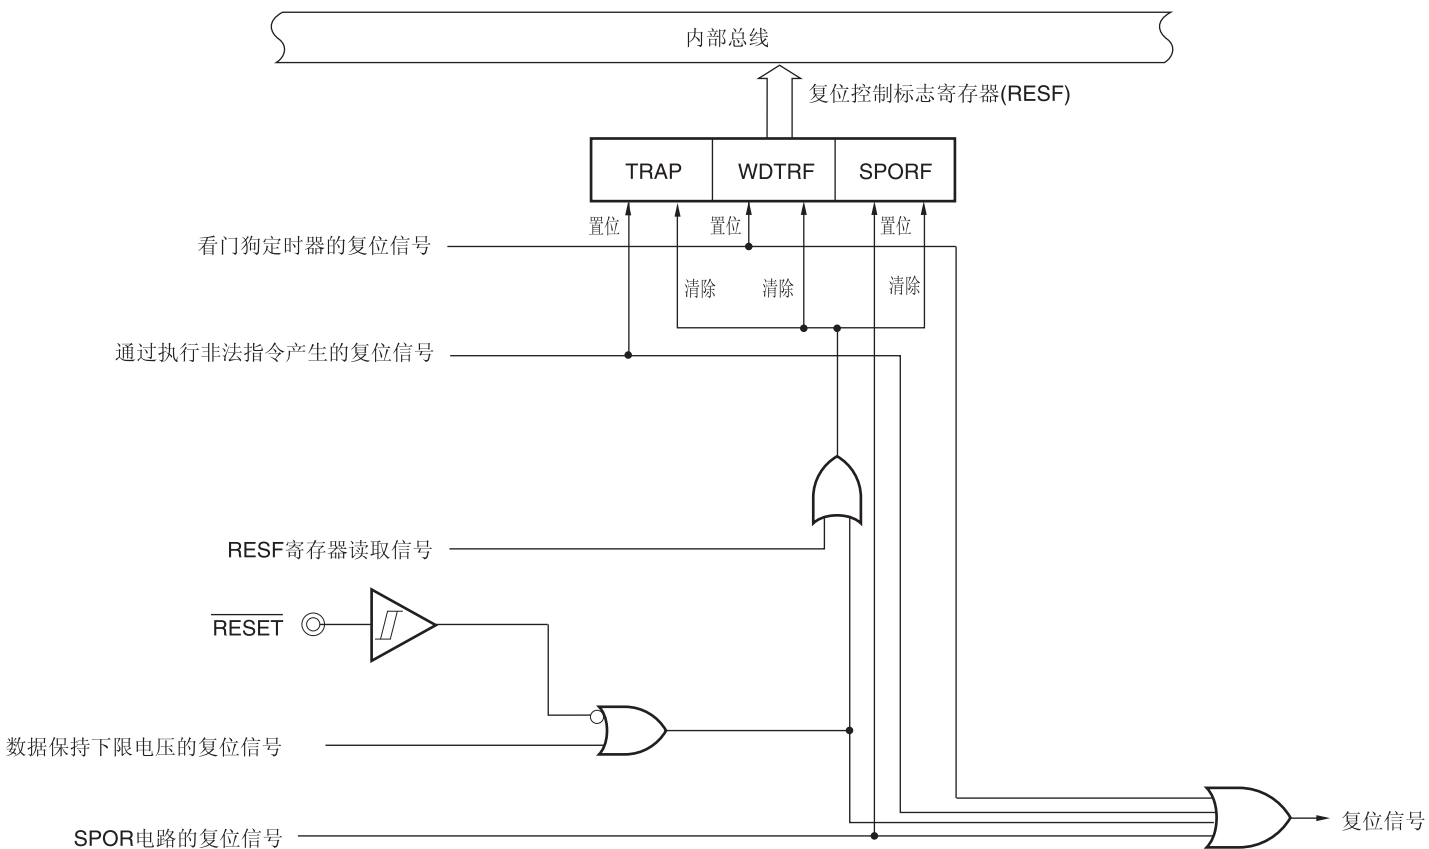 内部总线
复位控制标志寄存器(RESF)
TRAP
WDTRF
SPORF
置位
置位
置位
看门狗定时器的复位信号
清除
清除
清除
通过执行非法指令产生的复位信号
RESF寄存器读取信号
RESET
数据保持下限电压的复位信号
SPOR电路的复位信号
复位信号